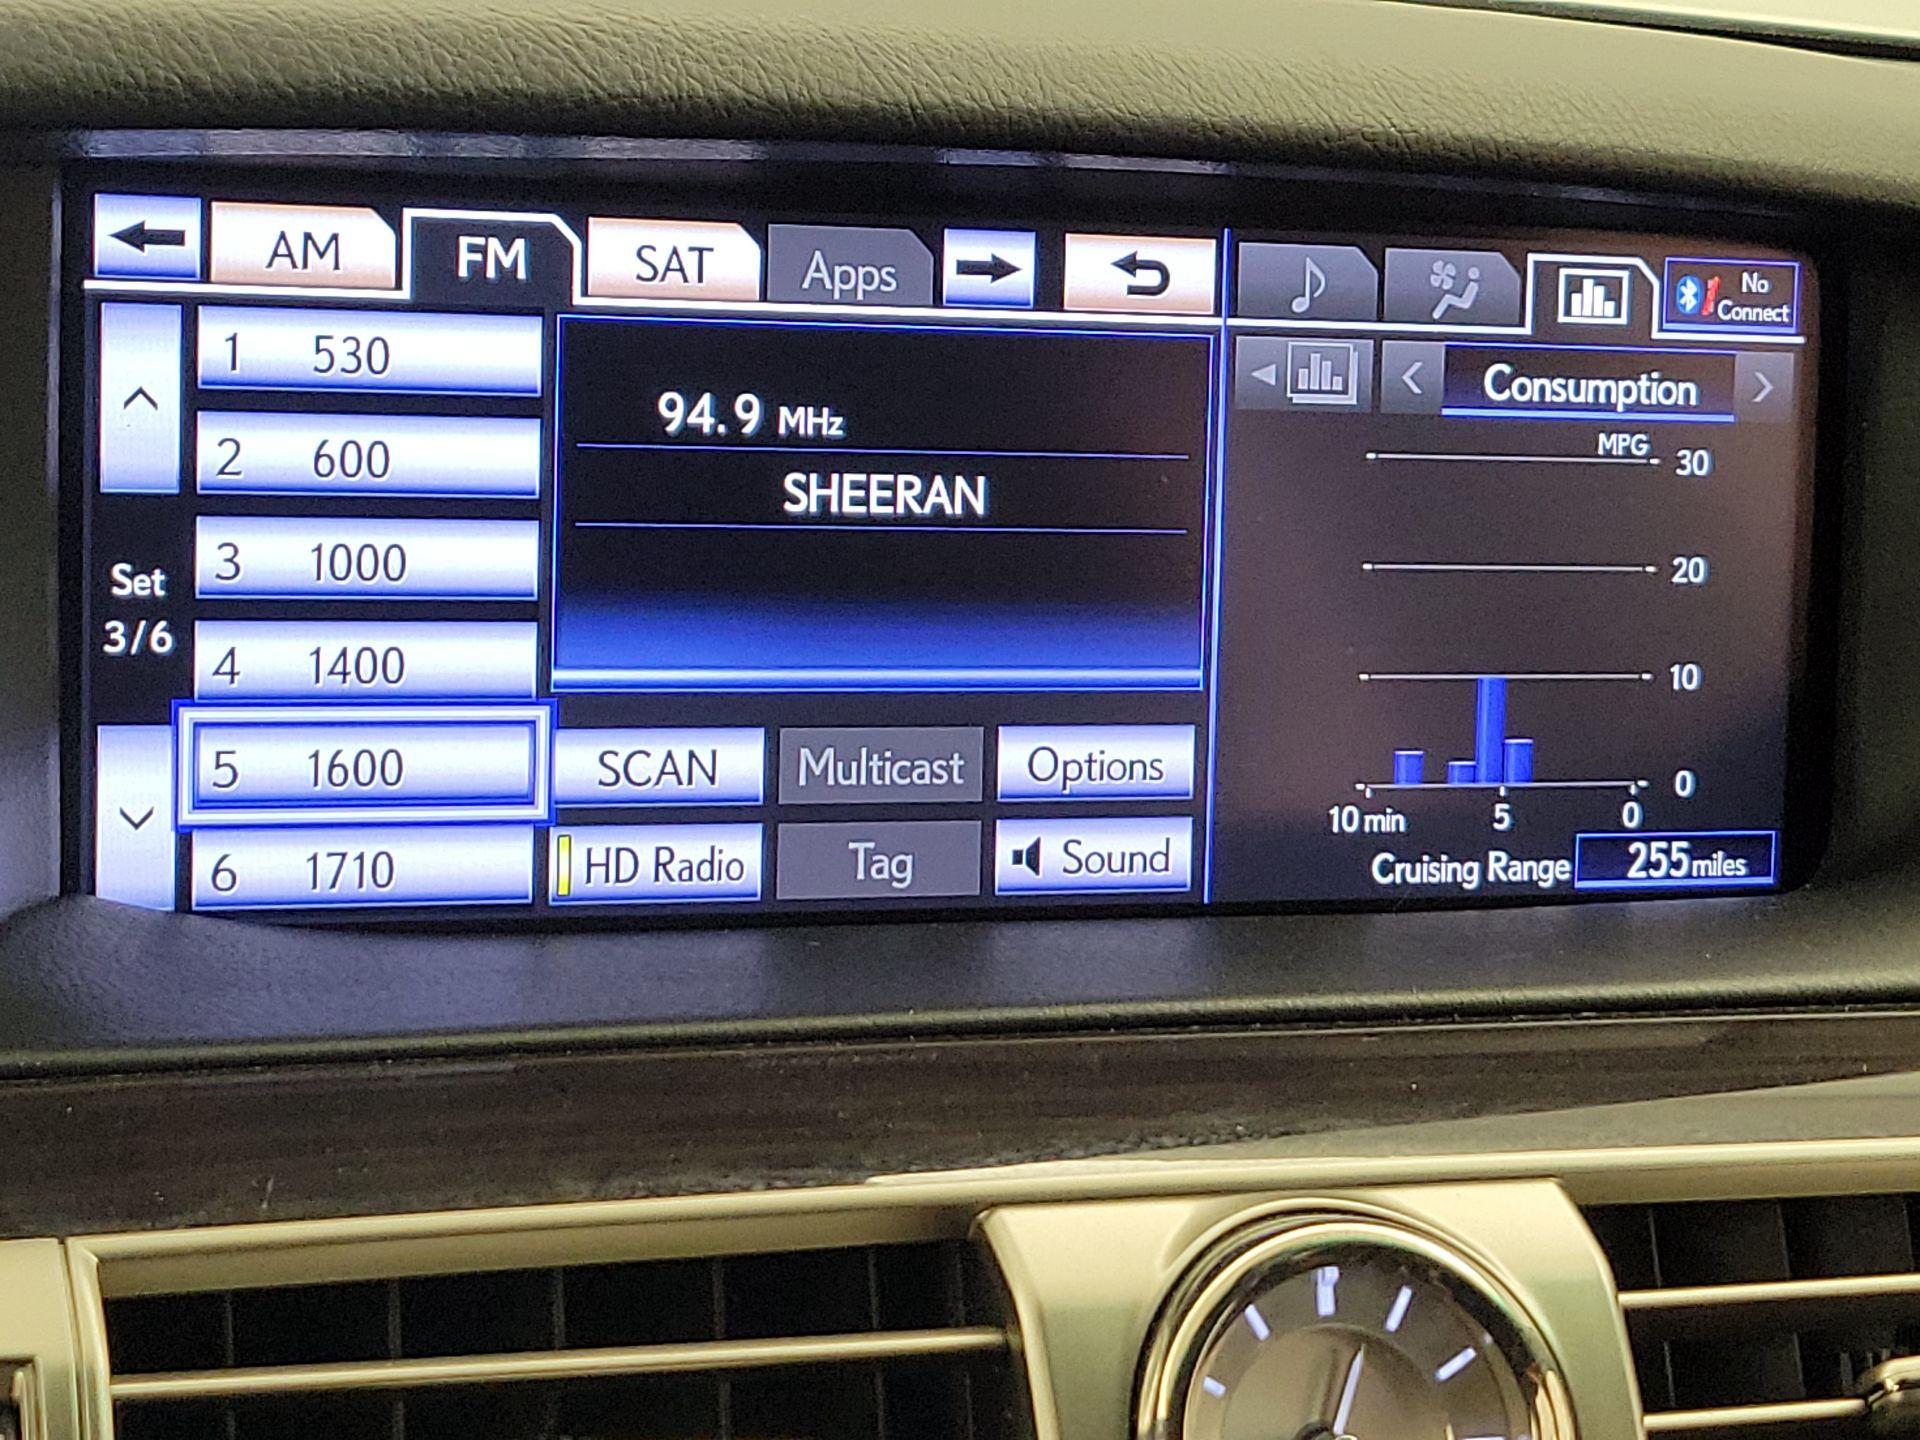 AM FM SAT Apps
No
Connect
1 530
2 600
3 1000
4 1400
5 1600
6 1710
Set
3/6
94.9 MHz
SHEERAN
SCAN Multicast Options
HD Radio Tag Sound
Consumption
MPG 30
20
10
0
10 min 5 0
Cruising Range 255 miles